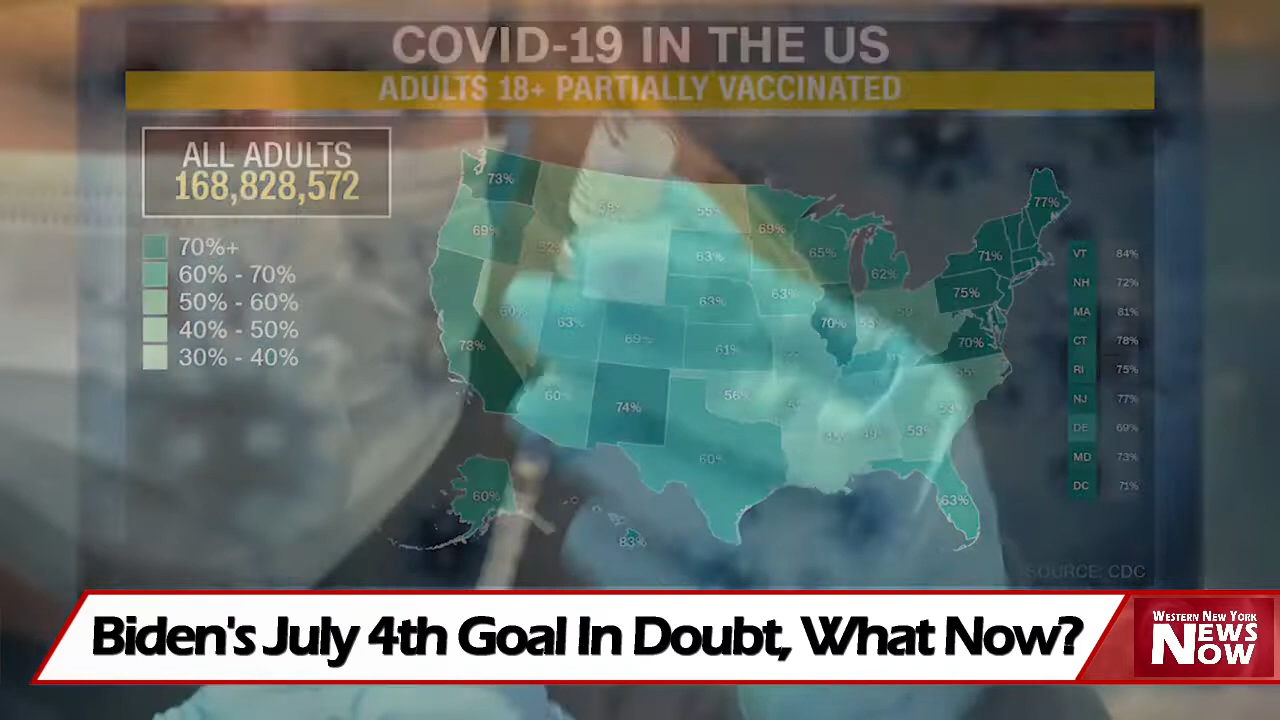 COVID-19 IN THE US
ADULTS 18+ PARTIALLY VACCINATED
ALL ADULTS
168,828,572
70%+
60% - 70%
50% - 60%
40% - 50%
30% - 40%
73%
69%
55%
69%
77%
63%
65%
62%
71%
75%
63%
63%
60%
63%
69%
61%
70%
55%
70%
73%
60%
74%
56%
53%
60%
60%
63%
83%
VT 84%
NH 72%
MA 81%
CT 78%
RI 75%
NJ 77%
DE 69%
MD 73%
DC 71%
SOURCE: CDC
Biden's July 4th Goal In Doubt, What Now?
WESTERN NEW YORK
NEWS
NOW